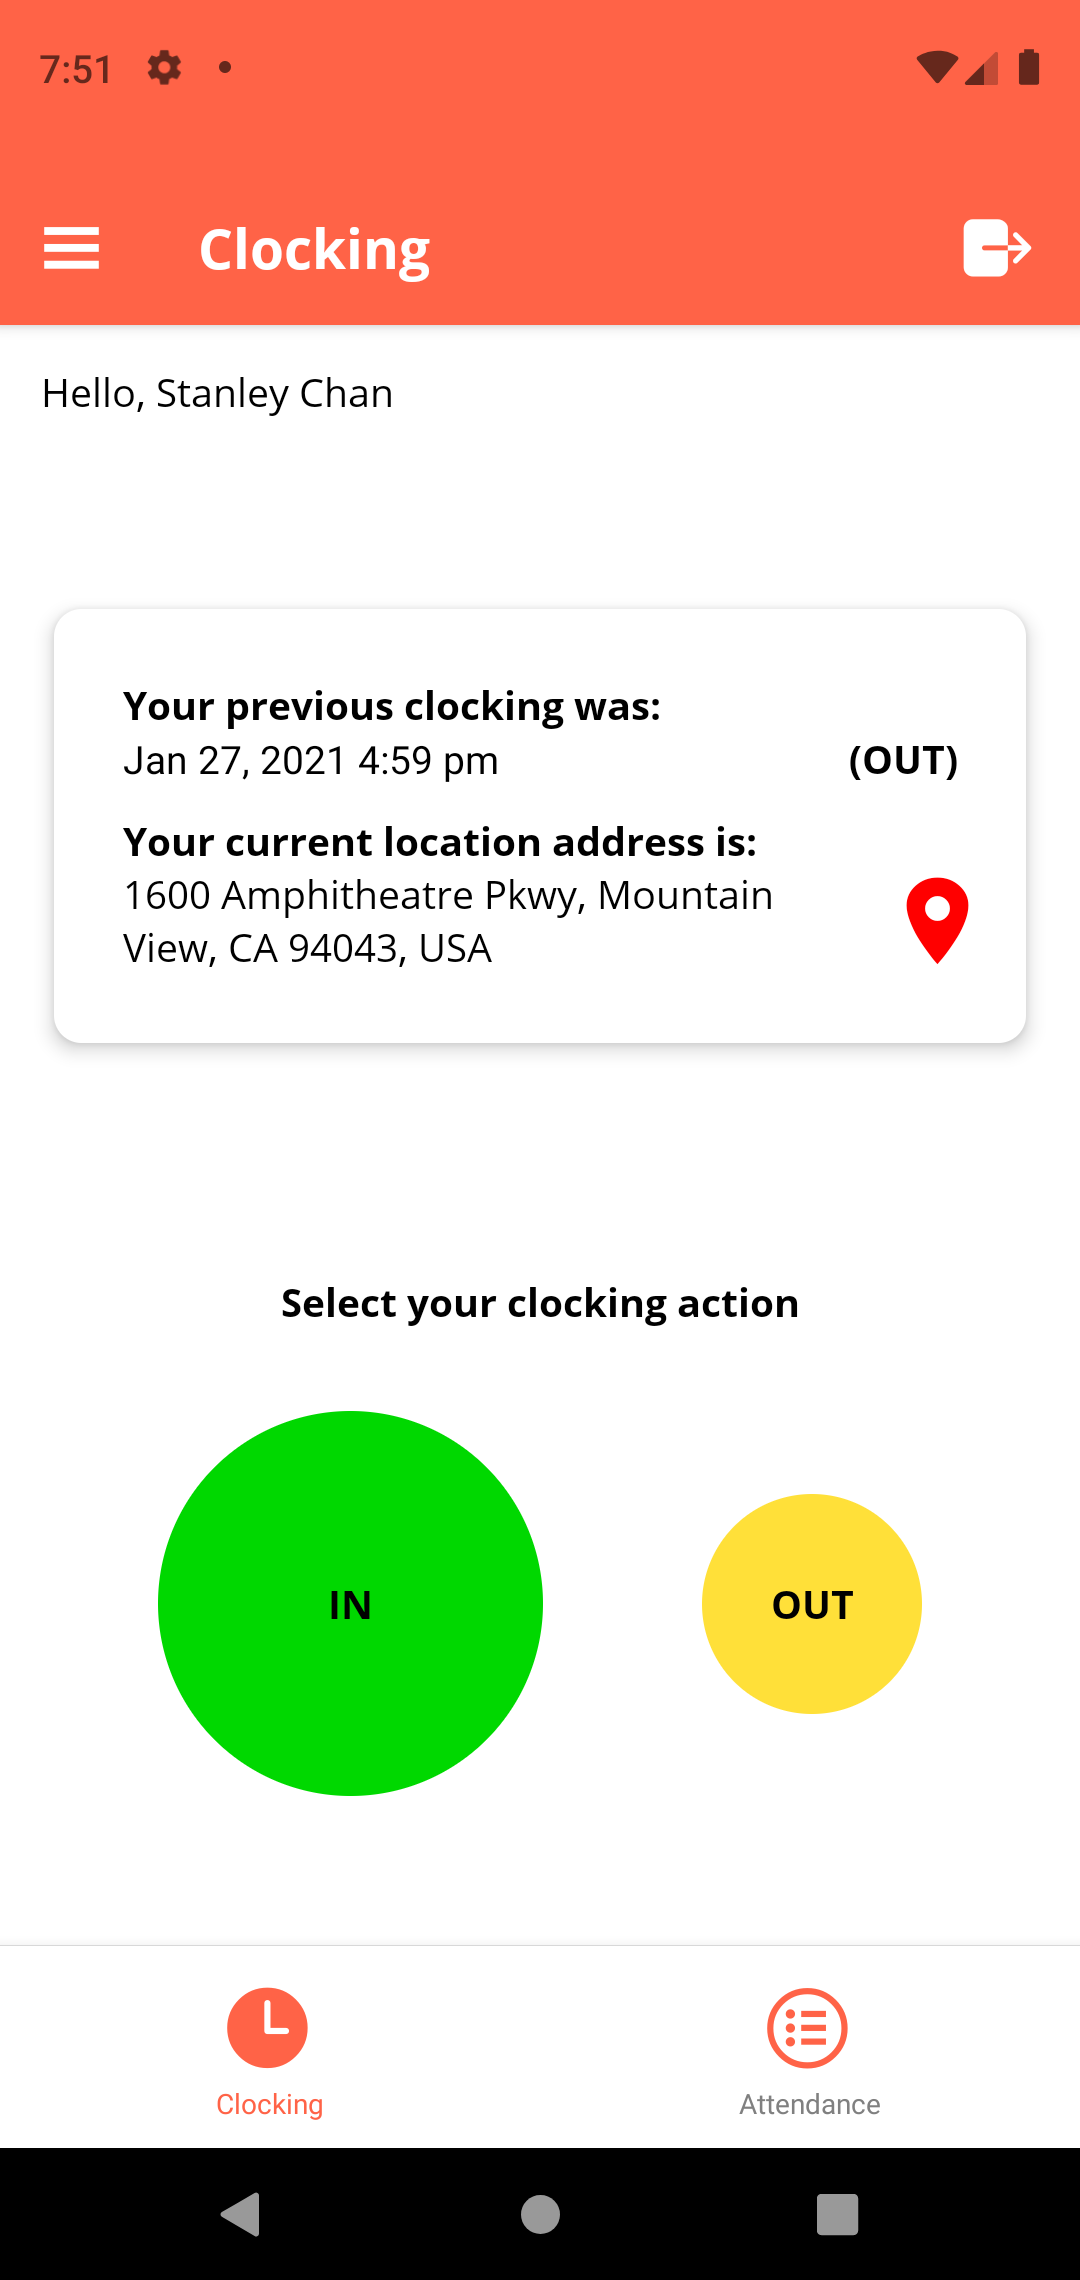 7:51
Clocking
Hello, Stanley Chan
Your previous clocking was:
Jan 27, 2021 4:59 pm (OUT)
Your current location address is:
1600 Amphitheatre Pkwy, Mountain
View, CA 94043, USA
Select your clocking action
IN OUT
Clocking Attendance